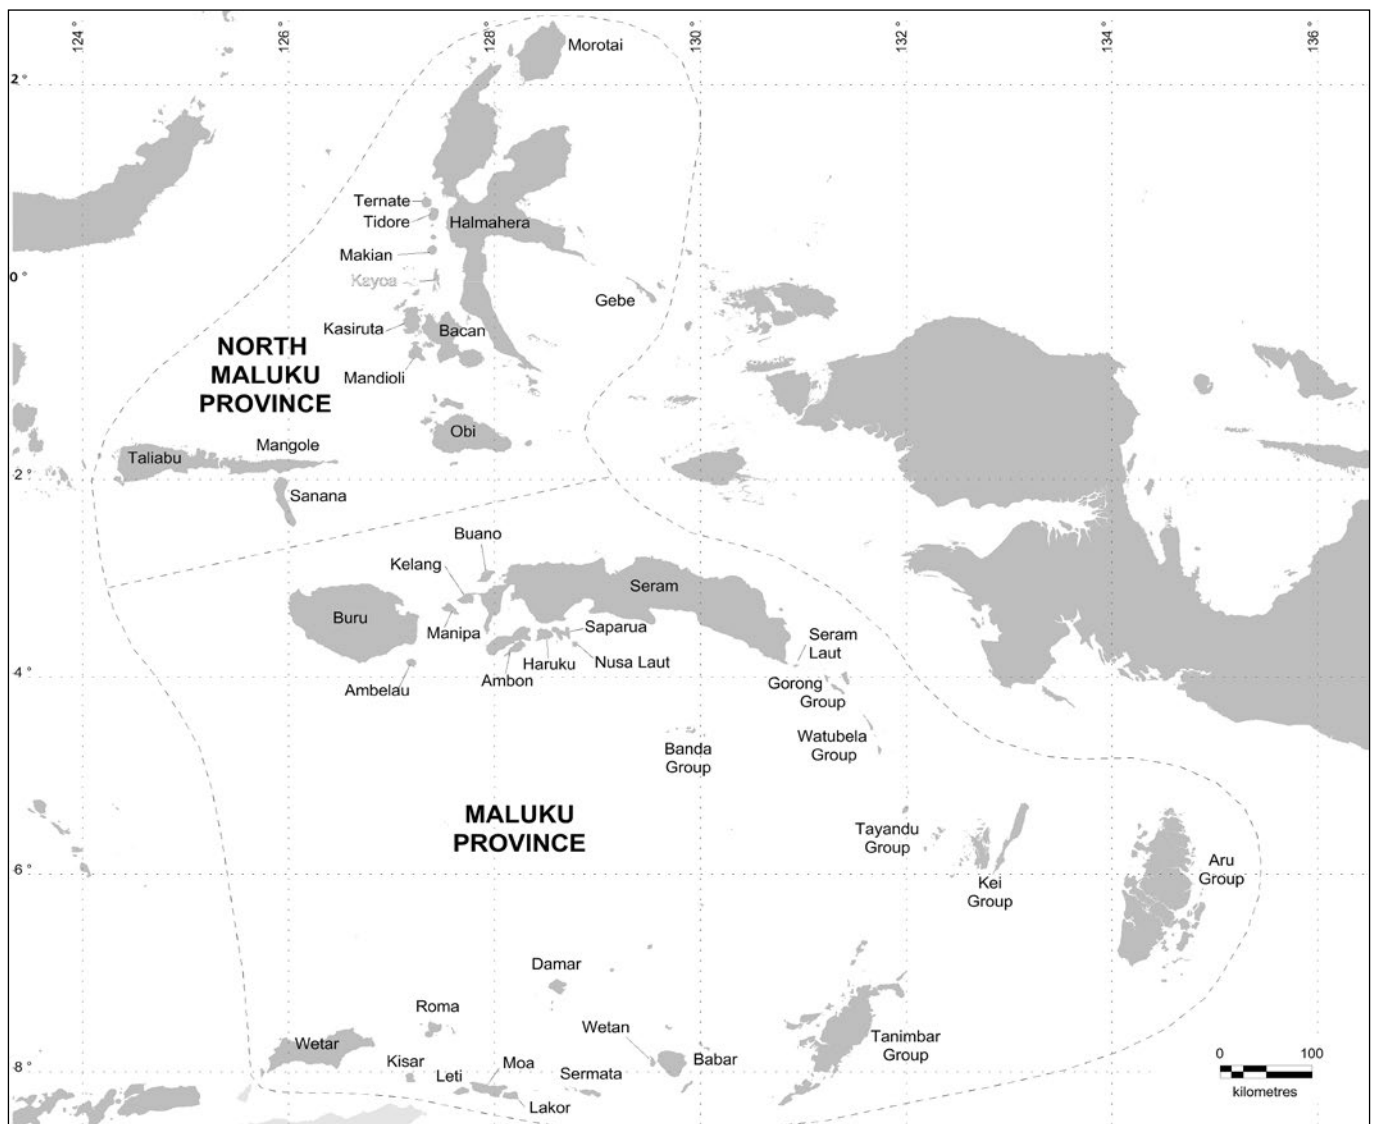 124 °
126 °
128 °
130 °
132 °
134 °
136 °
2 °
0 °
2 °
4 °
6 °
8 °
Morotai
Ternate
Tidore
Halmahera
Makian
Kayoa
Gebe
Kasiruta
Bacan
NORTH
MALUKU
PROVINCE
Mandioli
Obi
Mangole
Taliabu
Sanana
Buano
Kelang
Seram
Buru
Manipa
Saparua
Seram
Laut
Haruku
Nusa Laut
Ambon
Ambelau
Gorong
Group
Watubela
Group
Banda
Group
MALUKU
PROVINCE
Tayandu
Group
Kei
Group
Aru
Group
Damar
Roma
Wetan
Wetar
Kisar
Moa
Leti
Sermata
Babar
Lakor
Tanimbar
Group
0 100
kilometres